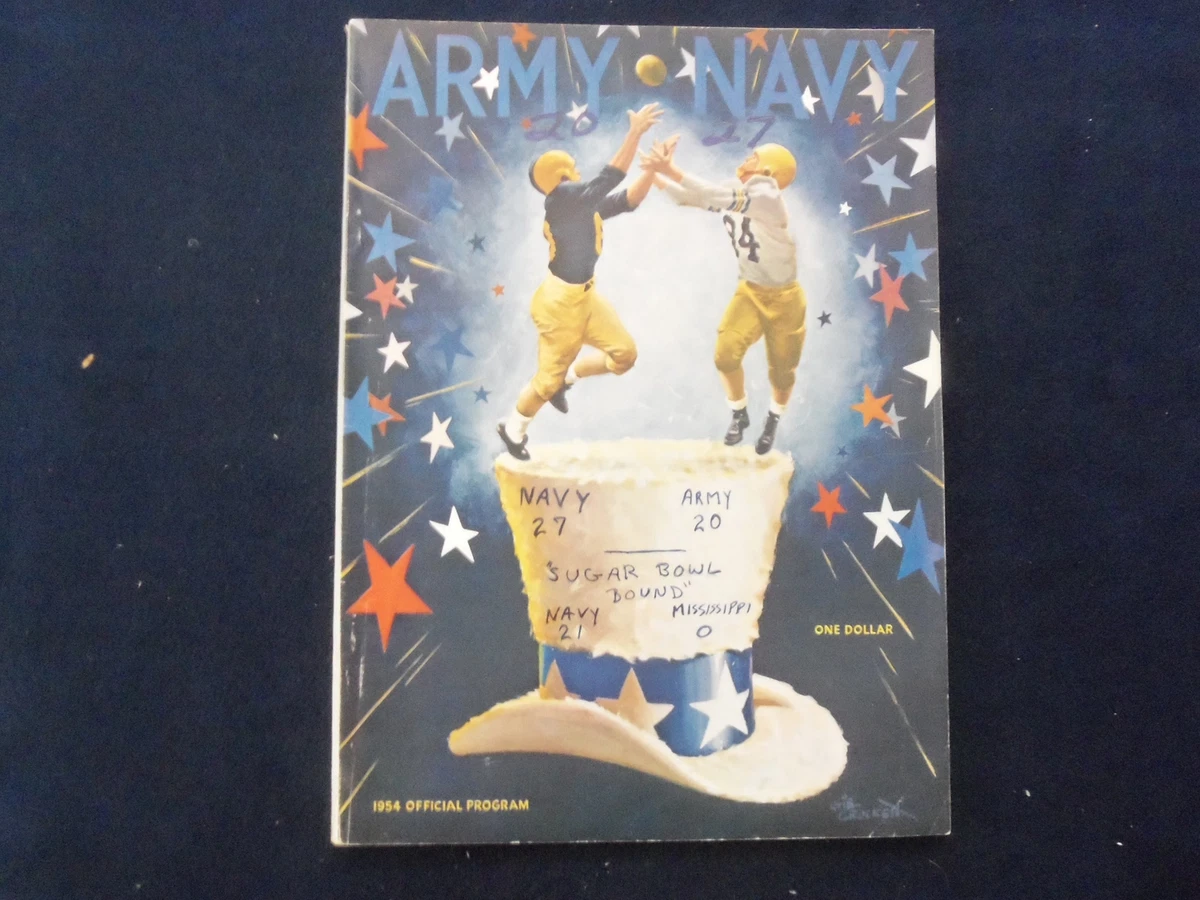 ARMY • NAVY
20 27
94
NAVY ARMY
27 20
"SUGAR BOWL
BOUND"
NAVY MISSISSIPPI
21 0
ONE DOLLAR
1954 OFFICIAL PROGRAM